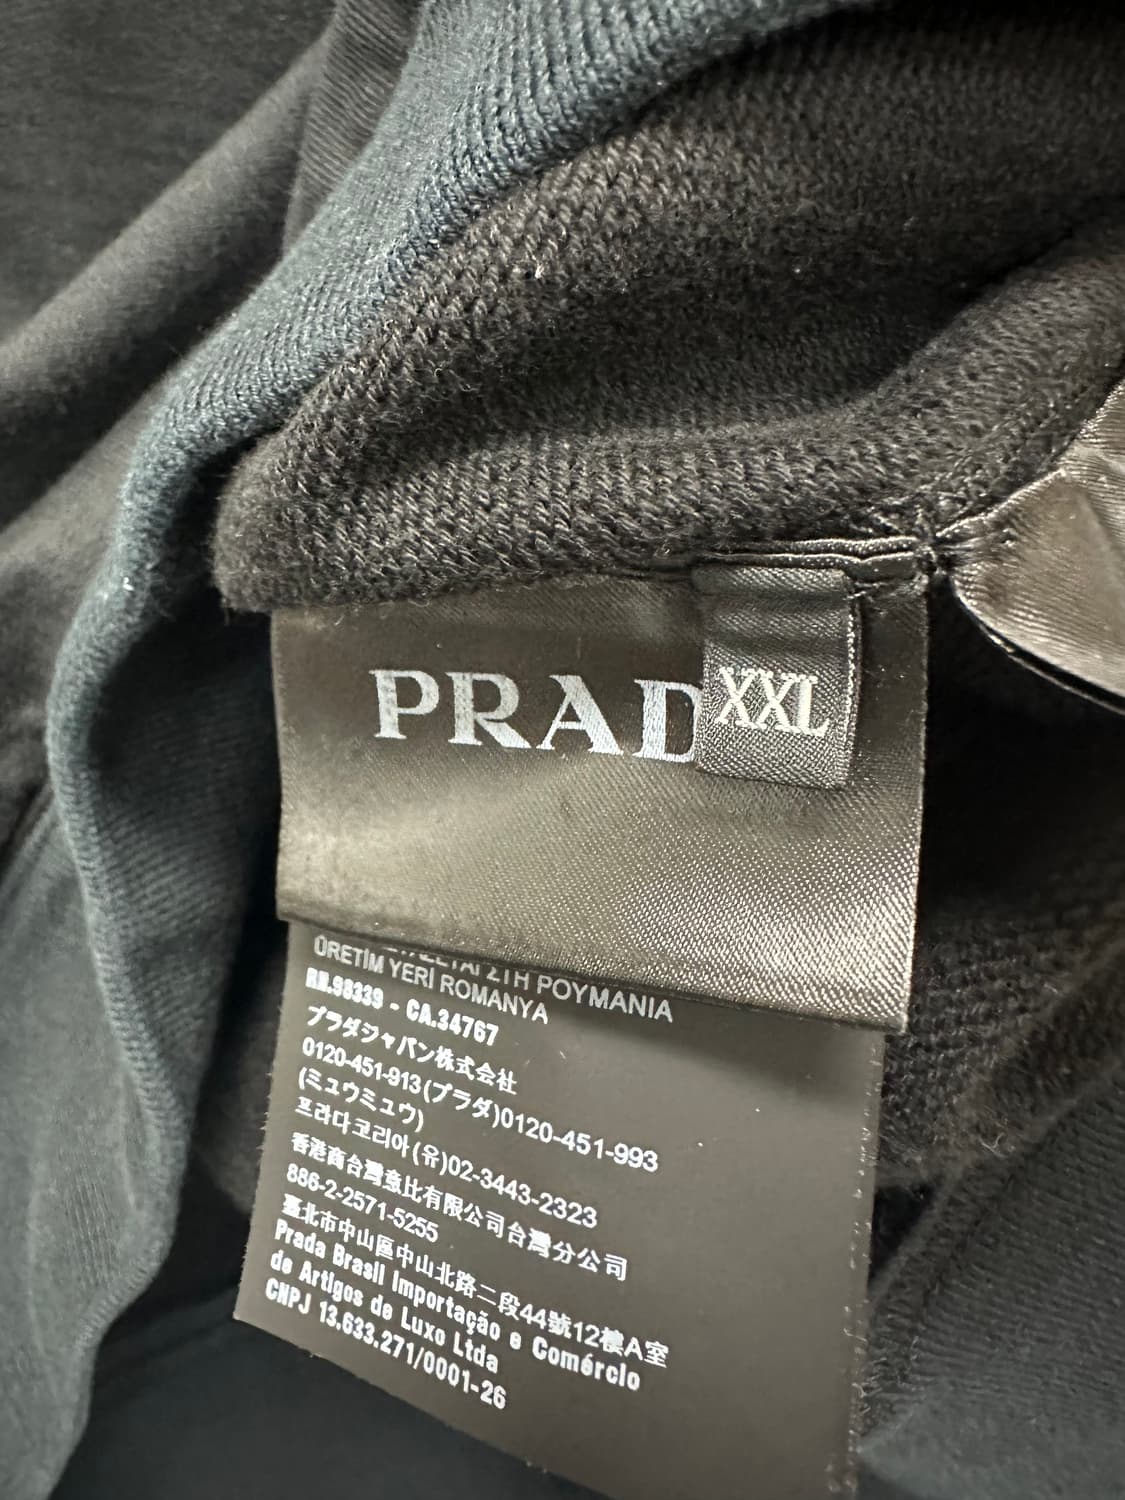 PRAD
XXL
2TH POYMANIA
ÜRETİM YERİ ROMANYA
RN.98339 - CA.34767
プラダジャパン株式会社
0120-451-913(プラダ)0120-451-993
(ミュウミュウ)
프라다코리아(유)02-3443-2323
香港商台灣意比有限公司台灣分公司
886-2-2571-5255
臺北市中山區中山北路二段44號12樓A室
Prada Brasil Importação e Comércio
de Artigos de Luxo Ltda
CNPJ 13.633.271/0001-26